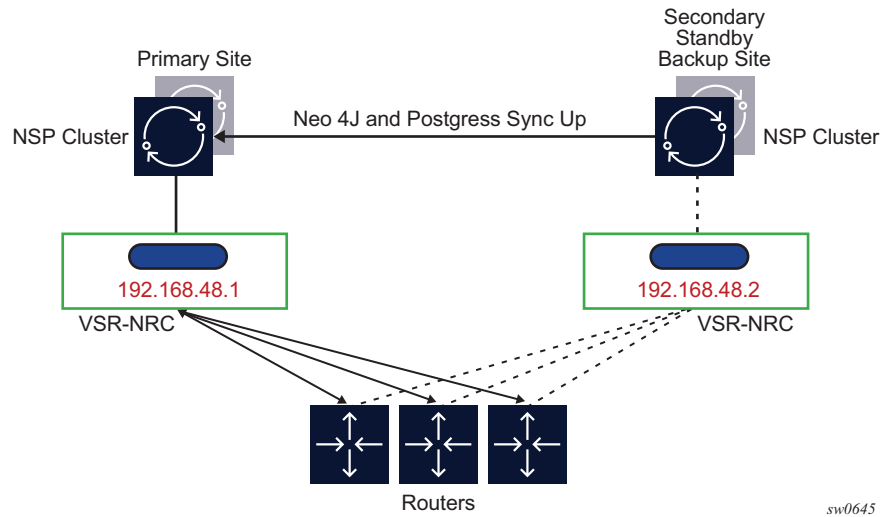 Secondary
Standby
Primary Site
Backup Site
Neo 4J and Postgress Sync Up
NSP Cluster
NSP Cluster
192.168.48.1
192.168.48.2
VSR-NRC
VSR-NRC
Routers
sw0645